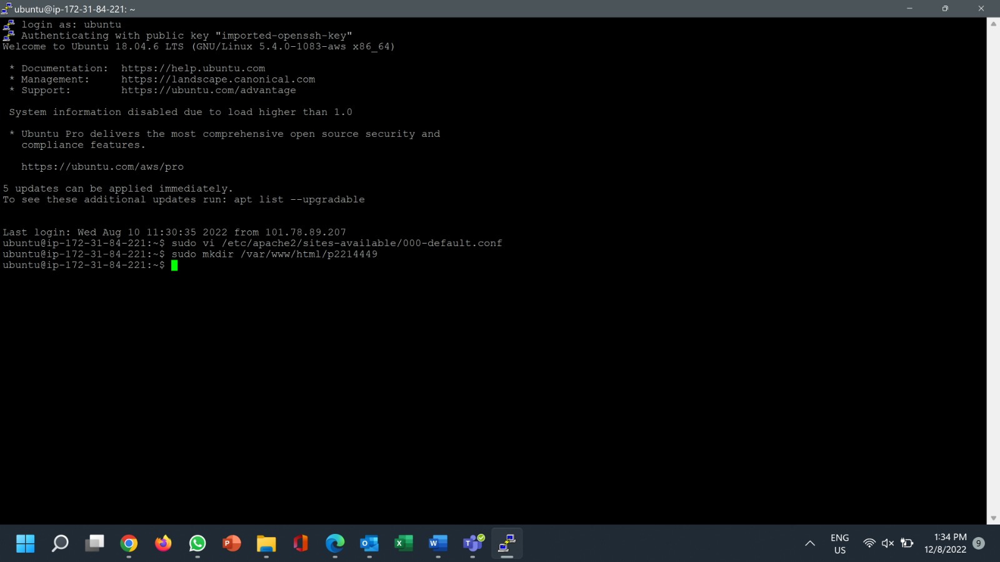 ubuntu@ip-172-31-84-221: ~
login as: ubuntu
Authenticating with public key "imported-openssh-key"
Welcome to Ubuntu 18.04.6 LTS (GNU/Linux 5.4.0-1083-aws x86_64)
* Documentation:  https://help.ubuntu.com
* Management:     https://landscape.canonical.com
* Support:        https://ubuntu.com/advantage
System information disabled due to load higher than 1.0
* Ubuntu Pro delivers the most comprehensive open source security and
compliance features.
https://ubuntu.com/aws/pro
5 updates can be applied immediately.
To see these additional updates run: apt list --upgradable
Last login: Wed Aug 10 11:30:35 2022 from 101.78.89.207
ubuntu@ip-172-31-84-221:~$ sudo vi /etc/apache2/sites-available/000-default.conf
ubuntu@ip-172-31-84-221:~$ sudo mkdir /var/www/html/p2214449
ubuntu@ip-172-31-84-221:~$
ENG
US
1:34 PM
12/8/2022
9